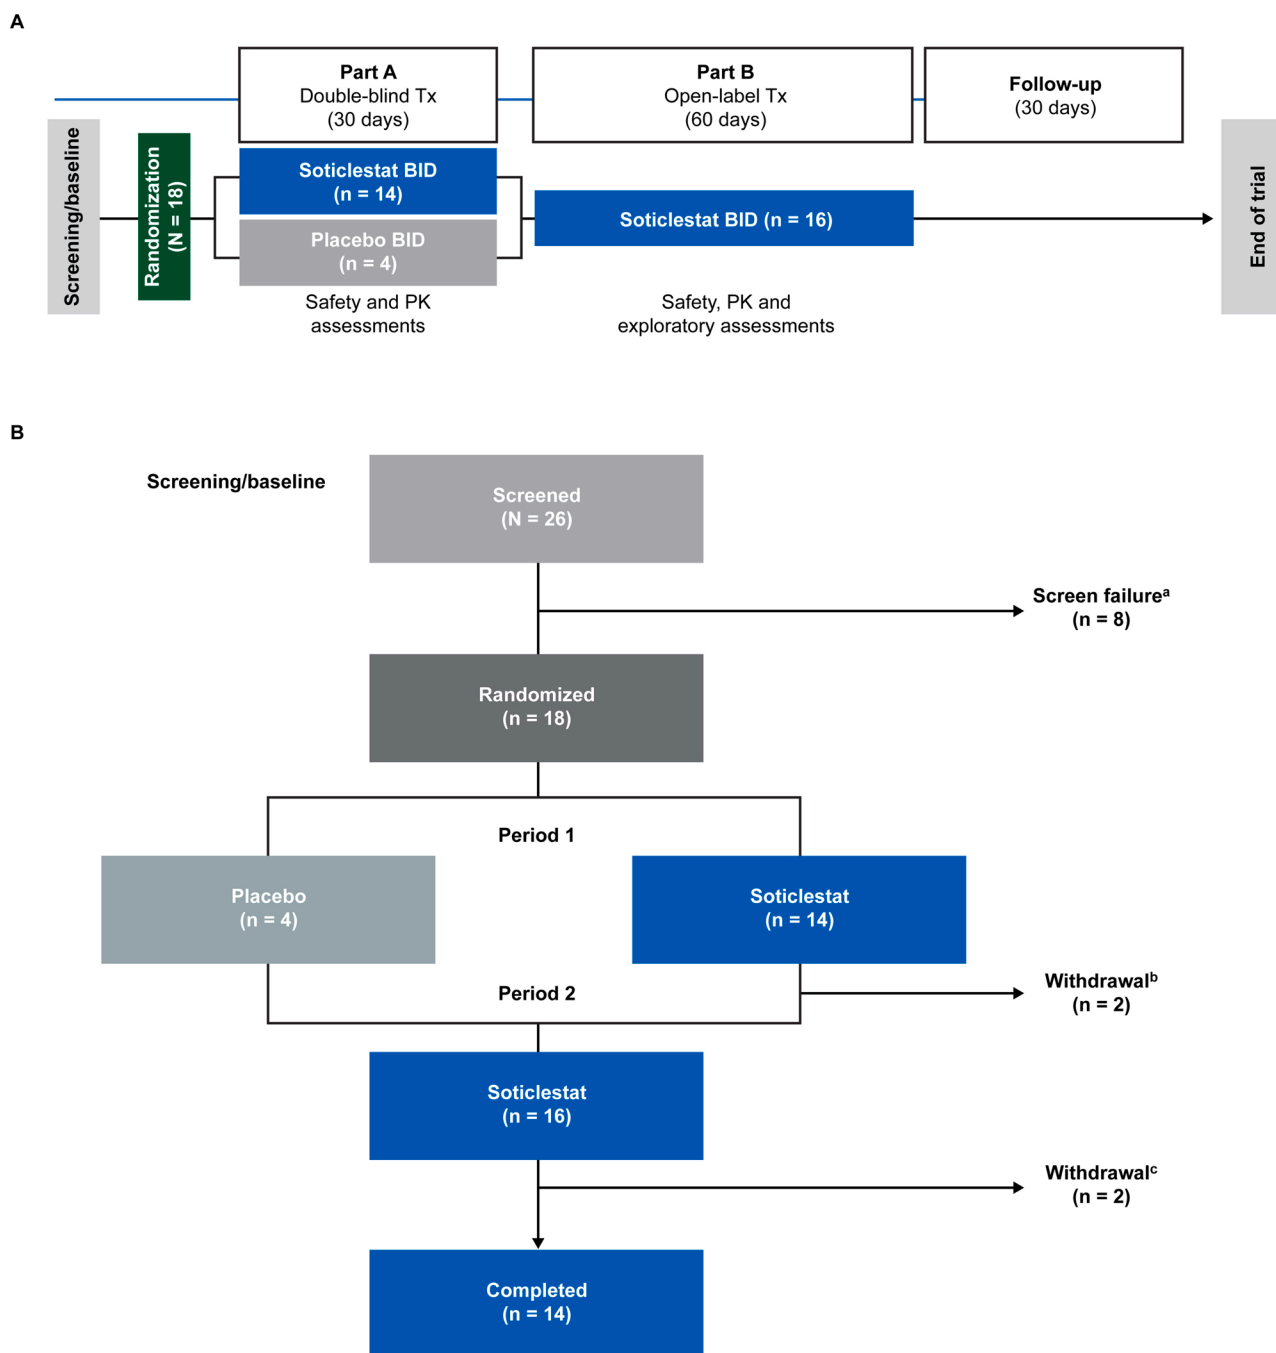 A
Part A
Double-blind Tx
(30 days)
Part B
Open-label Tx
(60 days)
Follow-up
(30 days)
Screening/baseline
Randomization
(N = 18)
Soticlestat BID
(n = 14)
Placebo BID
(n = 4)
Soticlestat BID (n = 16)
End of trial
Safety and PK
assessments
Safety, PK and
exploratory assessments
B
Screening/baseline
Screened
(N = 26)
Screen failureᵃ
(n = 8)
Randomized
(n = 18)
Period 1
Placebo
(n = 4)
Soticlestat
(n = 14)
Period 2
Withdrawalᵇ
(n = 2)
Soticlestat
(n = 16)
Withdrawalᶜ
(n = 2)
Completed
(n = 14)